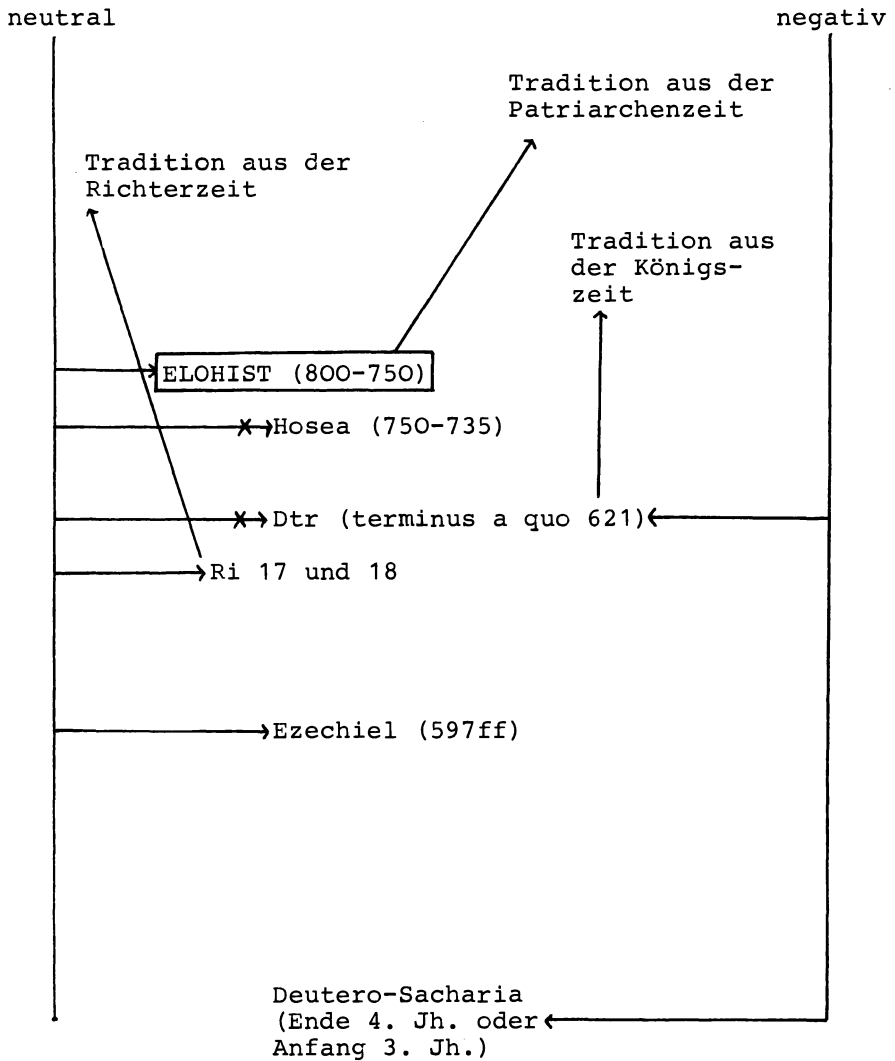 neutral
negativ
Tradition aus der
Patriarchenzeit
Tradition aus der
Richterzeit
Tradition aus
der Königs-
zeit
ELOHIST (800-750)
Hosea (750-735)
Dtr (terminus a quo 621)
Ri 17 und 18
Ezechiel (597ff)
Deutero-Sacharia
(Ende 4. Jh. oder
Anfang 3. Jh.)